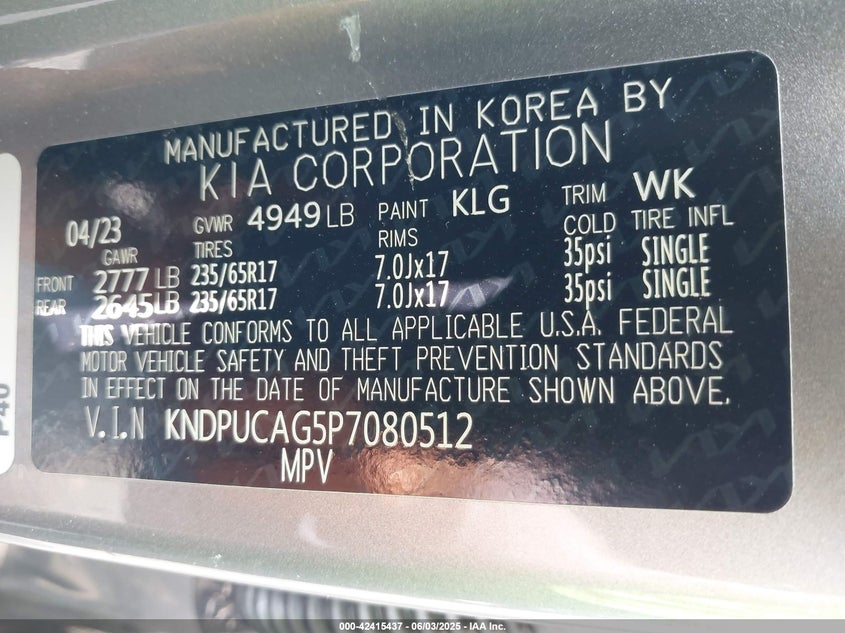 MANUFACTURED IN KOREA BY
KIA CORPORATION
04/23 GVWR 4949 LB PAINT KLG TRIM WK
GAWR TIRES RIMS COLD TIRE INFL
FRONT 2777 LB 235/65R17 7.0Jx17 35psi SINGLE
REAR 2645LB 235/65R17 7.0Jx17 35psi SINGLE
THIS VEHICLE CONFORMS TO ALL APPLICABLE U.S.A. FEDERAL
MOTOR VEHICLE SAFETY AND THEFT PREVENTION STANDARDS
IN EFFECT ON THE DATE OF MANUFACTURE SHOWN ABOVE.
V.I.N KNDPUCAG5P7080512
MPV
000-42415437 - 06/03/2025 - IAA Inc.